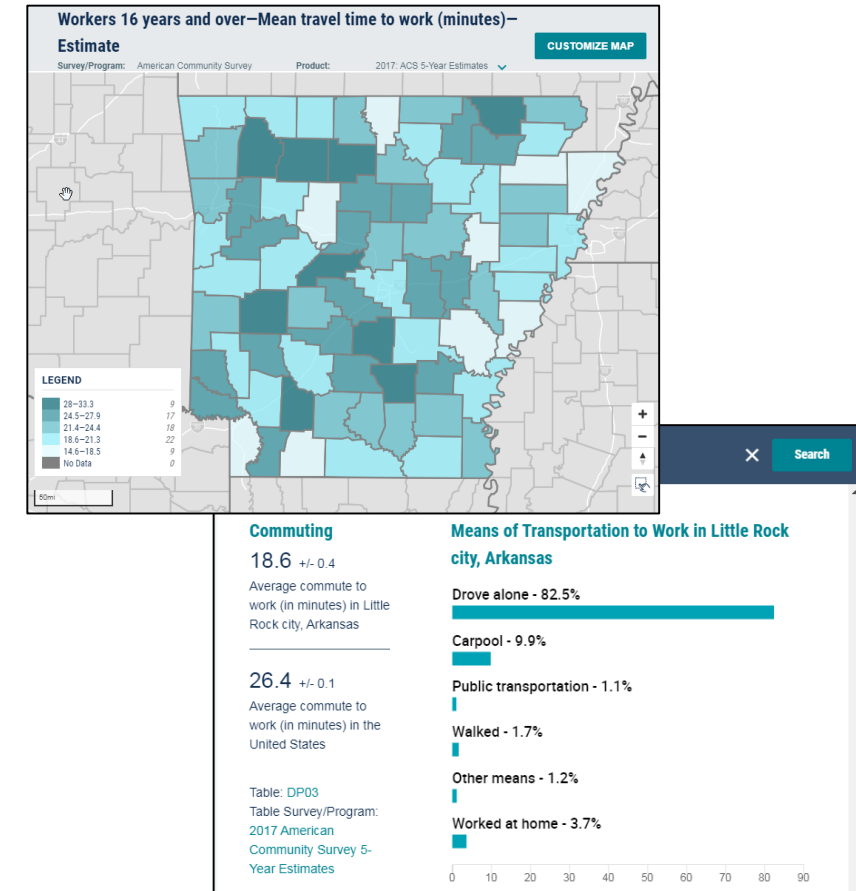 Workers 16 years and over—Mean travel time to work (minutes)—
Estimate
CUSTOMIZE MAP
Survey/Program: American Community Survey Product: 2017: ACS 5-Year Estimates
LEGEND
28–33.3 9
24.5–27.9 17
21.4–24.4 18
18.6–21.3 22
14.6–18.5 9
No Data 0
50mi
Search
Commuting
18.6 +/- 0.4
Average commute to
work (in minutes) in Little
Rock city, Arkansas
26.4 +/- 0.1
Average commute to
work (in minutes) in the
United States
Table: DP03
Table Survey/Program:
2017 American
Community Survey 5-
Year Estimates
Means of Transportation to Work in Little Rock
city, Arkansas
Drove alone - 82.5%
Carpool - 9.9%
Public transportation - 1.1%
Walked - 1.7%
Other means - 1.2%
Worked at home - 3.7%
0 10 20 30 40 50 60 70 80 90